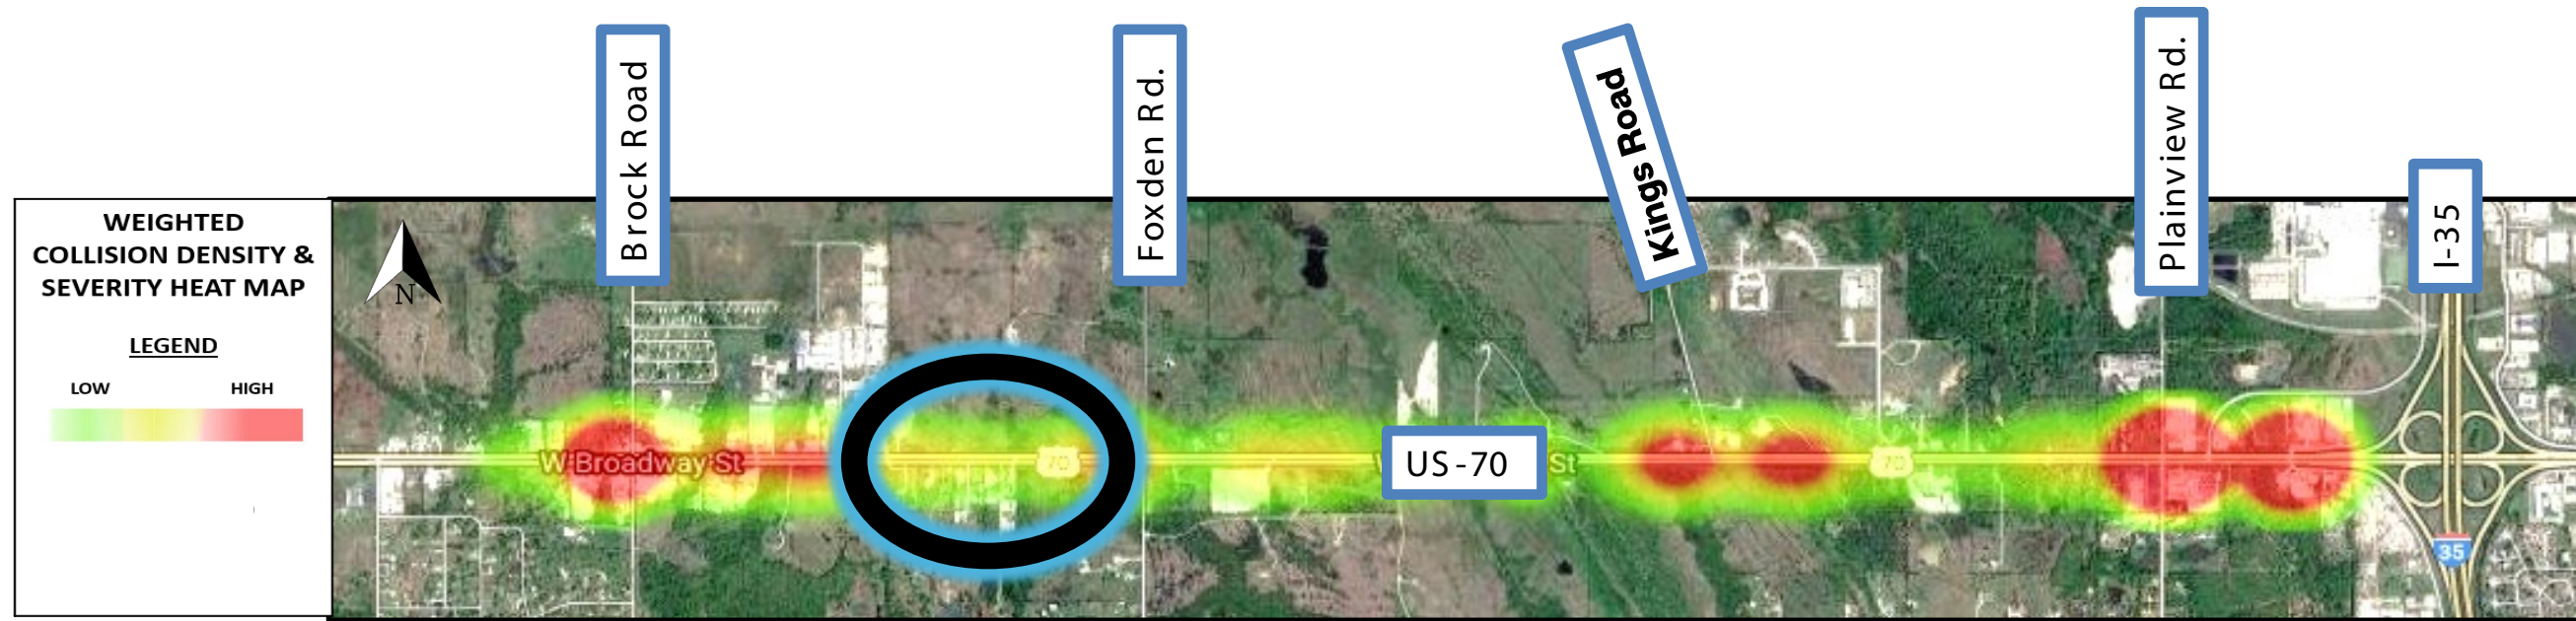 WEIGHTED
COLLISION DENSITY &
SEVERITY HEAT MAP
LEGEND
LOW HIGH
N
Brock Road
Foxden Rd.
Kings Road
Plainview Rd.
I-35
W Broadway St
70
US-70
St
70
35